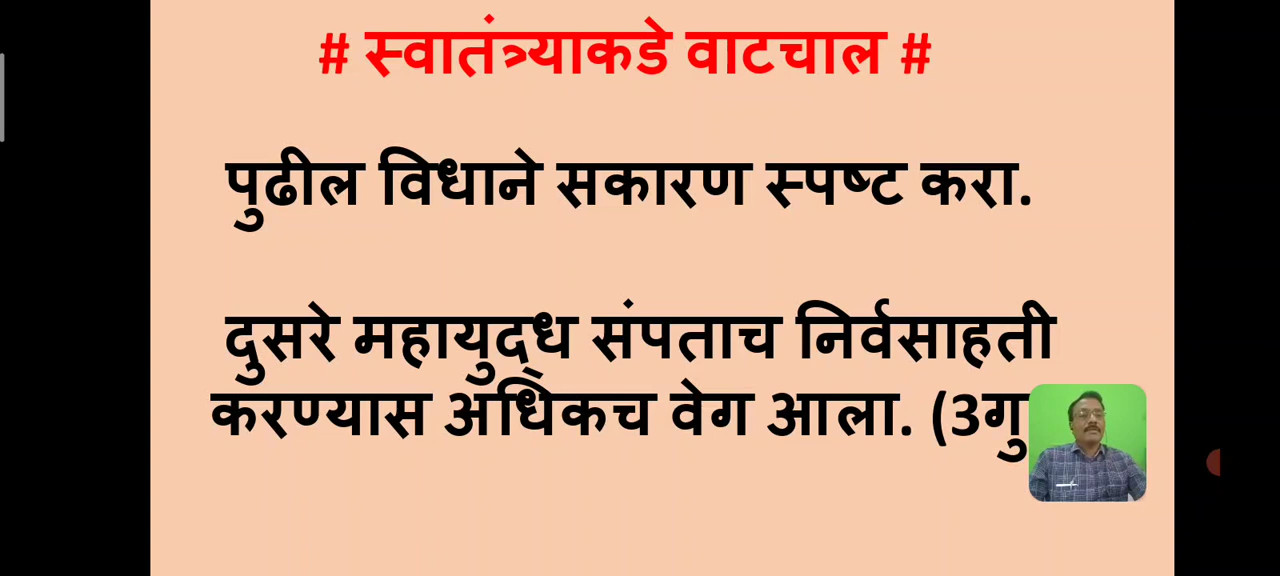 # स्वातंत्र्याकडे वाटचाल #
पुढील विधाने सकारण स्पष्ट करा.
दुसरे महायुद्ध संपताच निर्वसाहती
करण्यास अधिकच वेग आला. (3गु